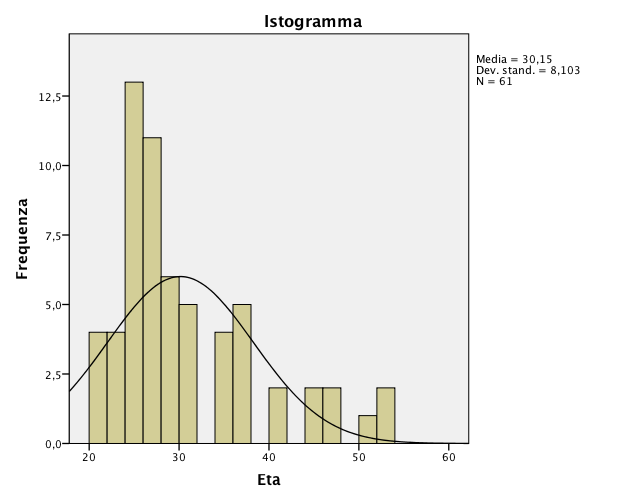 Istogramma
Media = 30,15
Dev. stand. = 8,103
N = 61
12,5
10,0
7,5
5,0
2,5
0,0
Frequenza
20 30 40 50 60
Eta